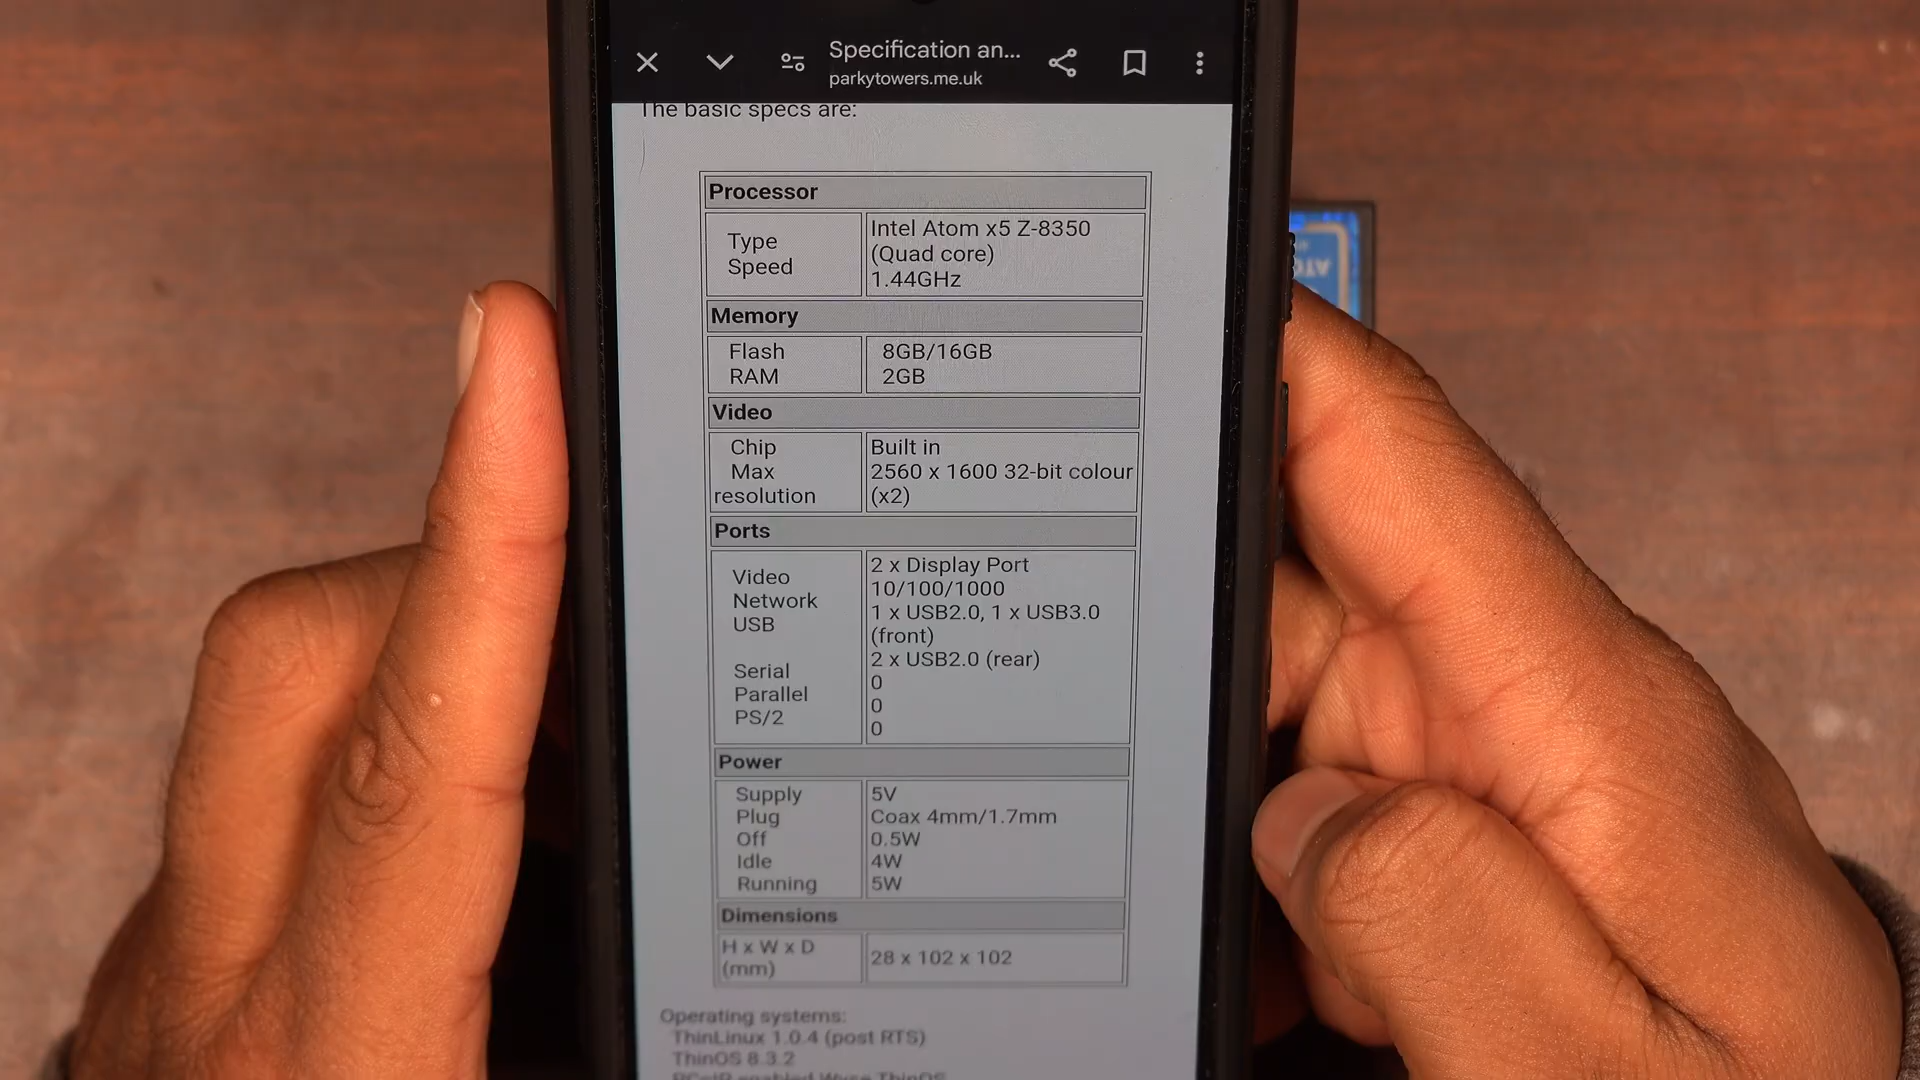 Specification an...
parkytowers.me.uk
The basic specs are:
Processor
Type
Speed
Intel Atom x5 Z-8350
(Quad core)
1.44GHz
Memory
Flash
RAM
8GB/16GB
2GB
Video
Chip
Max
resolution
Built in
2560 x 1600 32-bit colour
(x2)
Ports
Video
Network
USB
Serial
Parallel
PS/2
2 x Display Port
10/100/1000
1 x USB2.0, 1 x USB3.0
(front)
2 x USB2.0 (rear)
0
0
0
Power
Supply
Plug
Off
Idle
Running
5V
Coax 4mm/1.7mm
0.5W
4W
5W
Dimensions
H x W x D
(mm)
28 x 102 x 102
Operating systems:
ThinLinux 1.0.4 (post RTS)
ThinOS 8.3.2
PCoIP enabled Wyse ThinOS